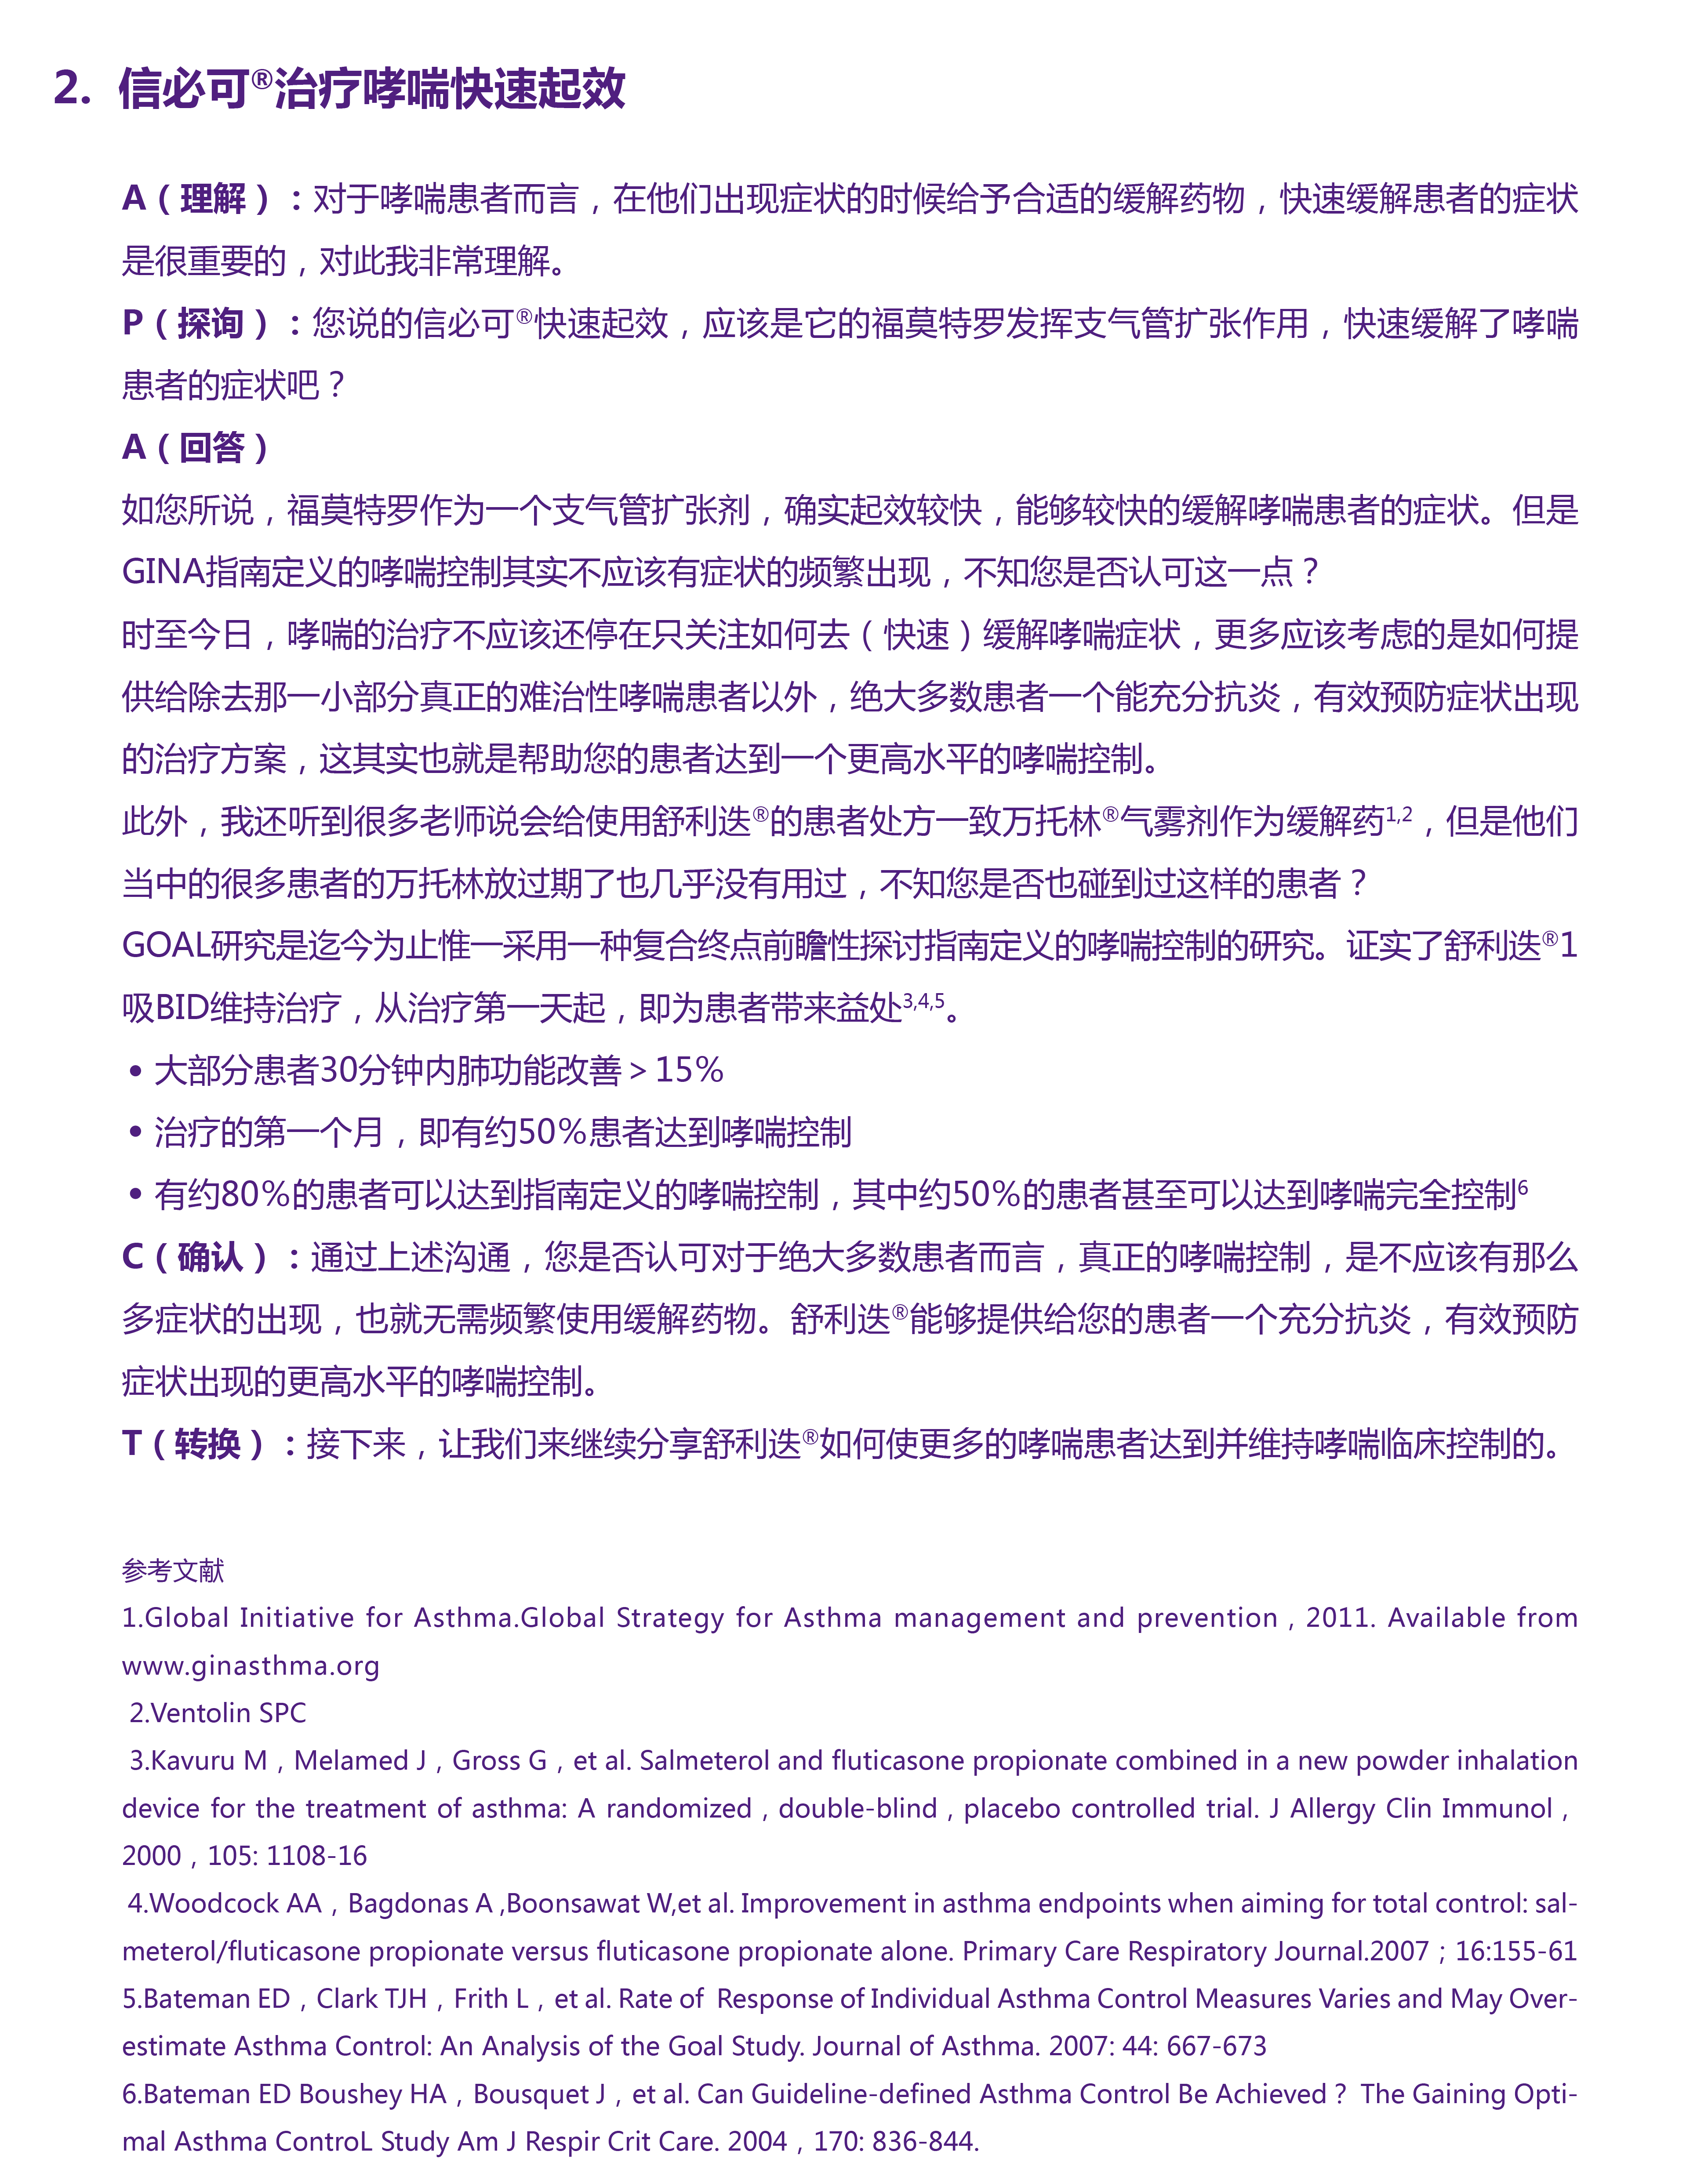 2. 信必可®治疗哮喘快速起效
A（理解）：对于哮喘患者而言，在他们出现症状的时候给予合适的缓解药物，快速缓解患者的症状
是很重要的，对此我非常理解。
P（探询）：您说的信必可®快速起效，应该是它的福莫特罗发挥支气管扩张作用，快速缓解了哮喘
患者的症状吧？
A（回答）
如您所说，福莫特罗作为一个支气管扩张剂，确实起效较快，能够较快的缓解哮喘患者的症状。但是
GINA指南定义的哮喘控制其实不应该有症状的频繁出现，不知您是否认可这一点？
时至今日，哮喘的治疗不应该还停在只关注如何去（快速）缓解哮喘症状，更多应该考虑的是如何提
供给除去那一小部分真正的难治性哮喘患者以外，绝大多数患者一个能充分抗炎，有效预防症状出现
的治疗方案，这其实也就是帮助您的患者达到一个更高水平的哮喘控制。
此外，我还听到很多老师说会给使用舒利迭®的患者处方一致万托林®气雾剂作为缓解药1,2，但是他们
当中的很多患者的万托林放过期了也几乎没有用过，不知您是否也碰到过这样的患者？
GOAL研究是迄今为止惟一采用一种复合终点前瞻性探讨指南定义的哮喘控制的研究。证实了舒利迭®1
吸BID维持治疗，从治疗第一天起，即为患者带来益处3,4,5。
• 大部分患者30分钟内肺功能改善＞15%
• 治疗的第一个月，即有约50%患者达到哮喘控制
• 有约80%的患者可以达到指南定义的哮喘控制，其中约50%的患者甚至可以达到哮喘完全控制6
C（确认）：通过上述沟通，您是否认可对于绝大多数患者而言，真正的哮喘控制，是不应该有那么
多症状的出现，也就无需频繁使用缓解药物。舒利迭®能够提供给您的患者一个充分抗炎，有效预防
症状出现的更高水平的哮喘控制。
T（转换）：接下来，让我们来继续分享舒利迭®如何使更多的哮喘患者达到并维持哮喘临床控制的。
参考文献
1.Global Initiative for Asthma.Global Strategy for Asthma management and prevention，2011. Available from
www.ginasthma.org
2.Ventolin SPC
3.Kavuru M，Melamed J，Gross G，et al. Salmeterol and fluticasone propionate combined in a new powder inhalation
device for the treatment of asthma: A randomized，double-blind，placebo controlled trial. J Allergy Clin Immunol，
2000，105: 1108-16
4.Woodcock AA，Bagdonas A ,Boonsawat W,et al. Improvement in asthma endpoints when aiming for total control: sal-
meterol/fluticasone propionate versus fluticasone propionate alone. Primary Care Respiratory Journal.2007；16:155-61
5.Bateman ED，Clark TJH，Frith L，et al. Rate of Response of Individual Asthma Control Measures Varies and May Over-
estimate Asthma Control: An Analysis of the Goal Study. Journal of Asthma. 2007: 44: 667-673
6.Bateman ED Boushey HA，Bousquet J，et al. Can Guideline-defined Asthma Control Be Achieved？ The Gaining Opti-
mal Asthma ControL Study Am J Respir Crit Care. 2004，170: 836-844.